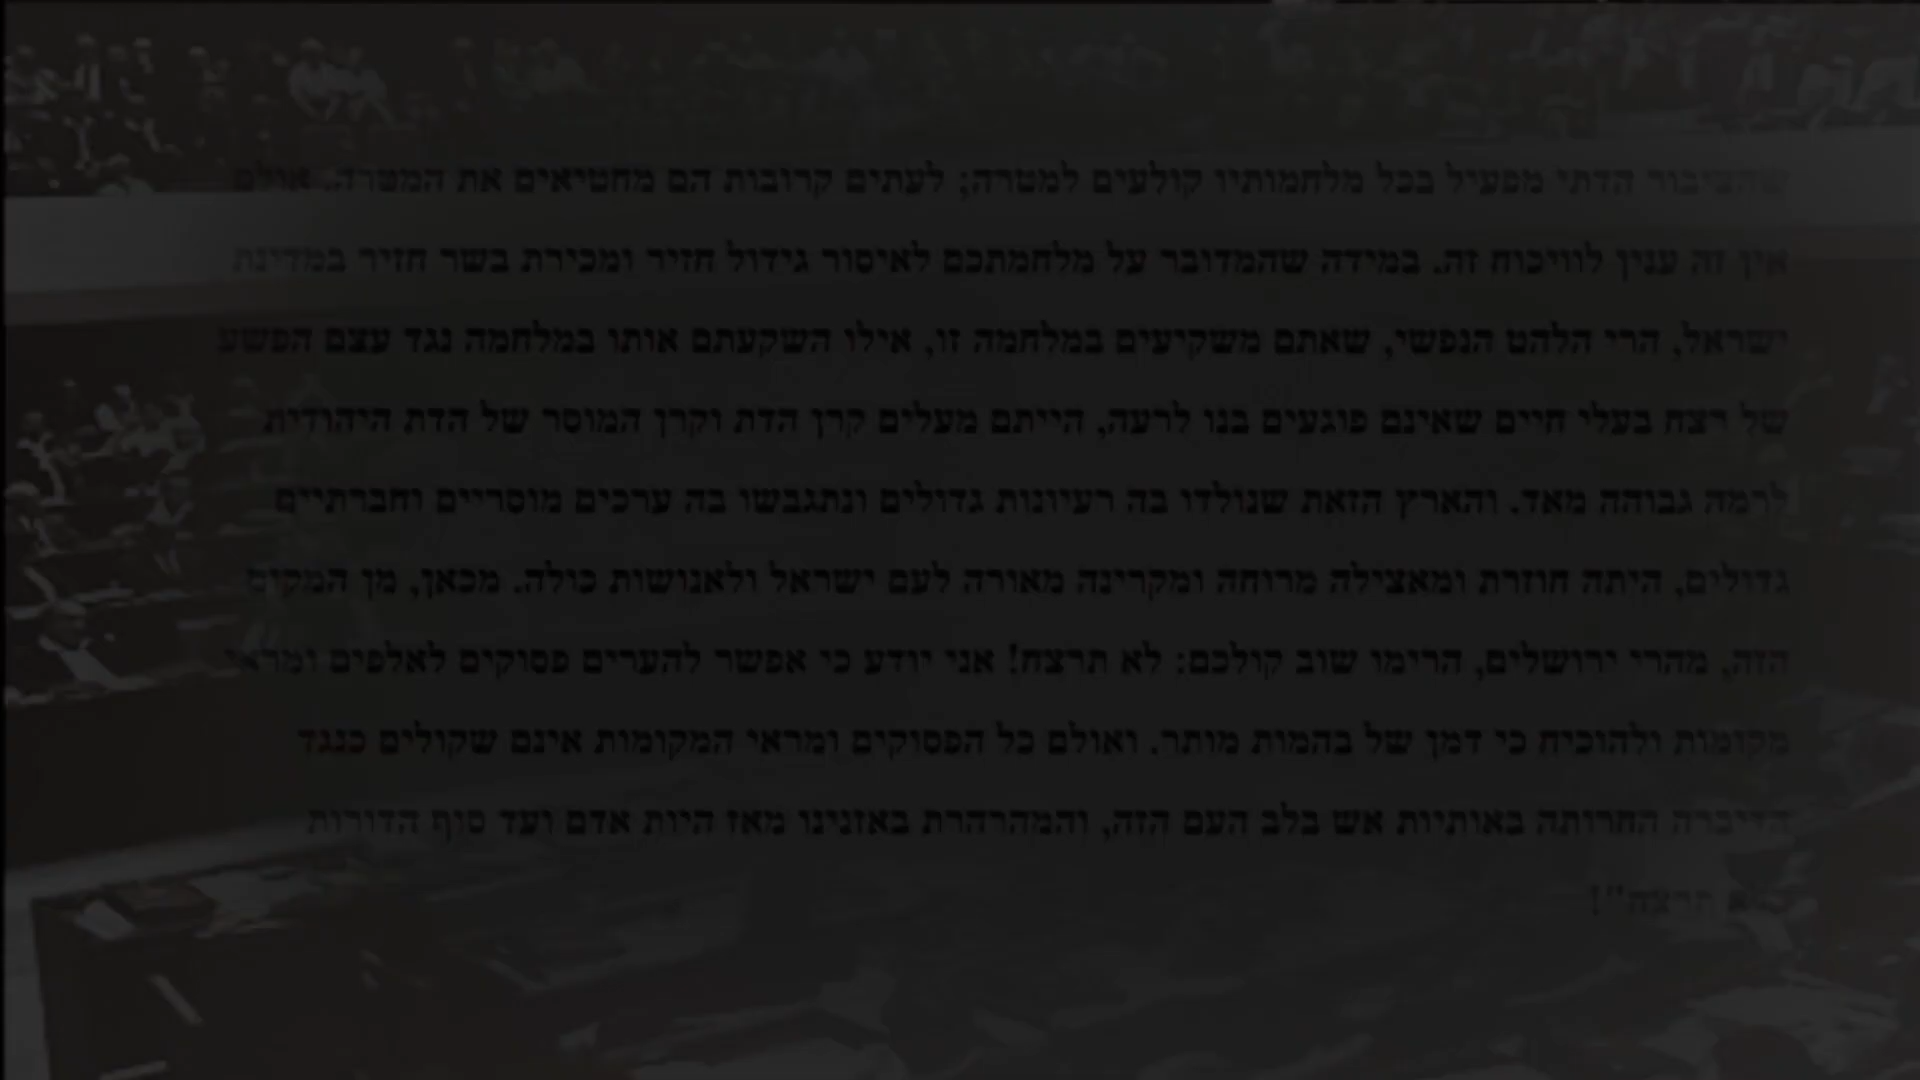 שהציבור הדתי מפעיל בכל מלחמותיו קולעים למטרה; לעתים קרובות הם מחטיאים את המטרה. אולם
אין זה ענין לוויכוח זה. במידה שהמדובר על מלחמתכם לאיסור גידול חזיר ומכירת בשר חזיר במדינת
ישראל, הרי הלהט הנפשי, שאתם משקיעים במלחמה זו, אילו השקעתם אותו במלחמה נגד עצם הפשע
של רצח בעלי חיים שאינם פוגעים בנו לרעה, הייתם מעלים קרן הדת וקרן המוסר של הדת היהודית
לרמה גבוהה מאד. והארץ הזאת שנולדו בה רעיונות גדולים ונתגבשו בה ערכים מוסריים וחברתיים
גדולים, היתה חוזרת ומאצילה מרוחה ומקרינה מאורה לעם ישראל ולאנושות כולה. מכאן, מן המקום
הזה, מהרי ירושלים, הרימו שוב קולכם: לא תרצח! אני יודע כי אפשר להערים פסוקים לאלפים ומראי
מקומות ולהוכיח כי דמן של בהמות מותר. ואולם כל הפסוקים ומראי המקומות אינם שקולים כנגד
הדיברה החרותה באותיות אש בלב העם הזה, והמהדהדת באזנינו מאז היות אדם ועד סוף הדורות
"לא תרצח"!